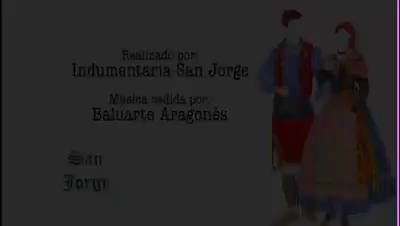 Realizado por:
Indumentaria San Jorge
Música cedida por:
Baluarte Aragonés
San
Jorge